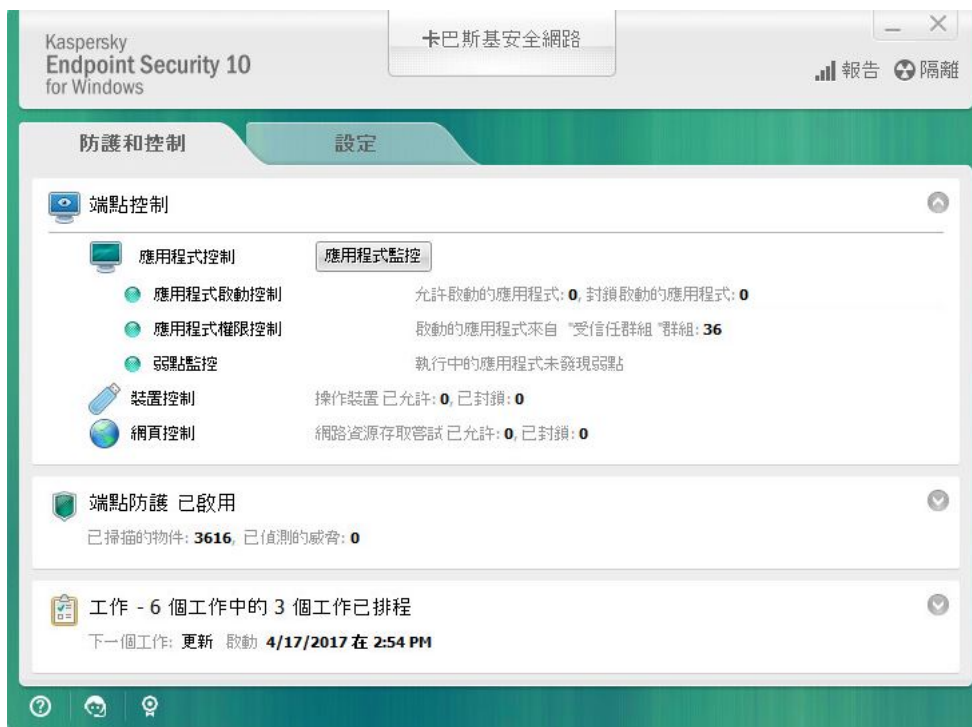 Kaspersky
Endpoint Security 10
for Windows
卡巴斯基安全網路
報告 隔離
防護和控制 設定
端點控制
應用程式控制 應用程式監控
應用程式啟動控制 允許啟動的應用程式: 0, 封鎖啟動的應用程式: 0
應用程式權限控制 啟動的應用程式來自 "受信任群組 "群組: 36
弱點監控 執行中的應用程式未發現弱點
裝置控制 操作裝置 已允許: 0, 已封鎖: 0
網頁控制 網路資源存取嘗試 已允許: 0, 已封鎖: 0
端點防護 已啟用
已掃描的物件: 3616, 已偵測的威脅: 0
工作 - 6 個工作中的 3 個工作已排程
下一個工作: 更新 啟動 4/17/2017 在 2:54 PM